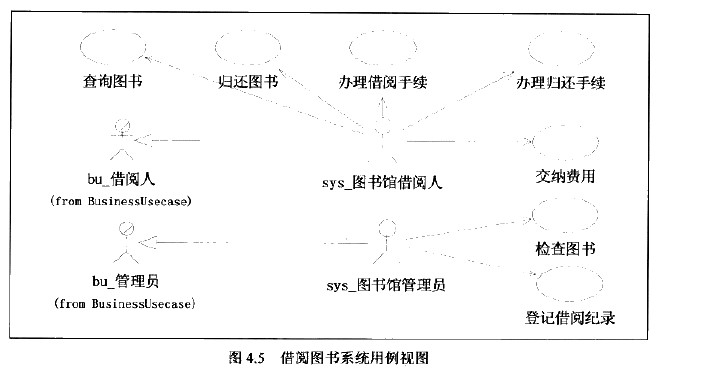 查询图书
归还图书
办理借阅手续
办理归还手续
bu_借阅人
(from BusinessUsecase)
sys_图书馆借阅人
交纳费用
检查图书
bu_管理员
(from BusinessUsecase)
sys_图书馆管理员
登记借阅纪录
图 4.5 借阅图书系统用例视图